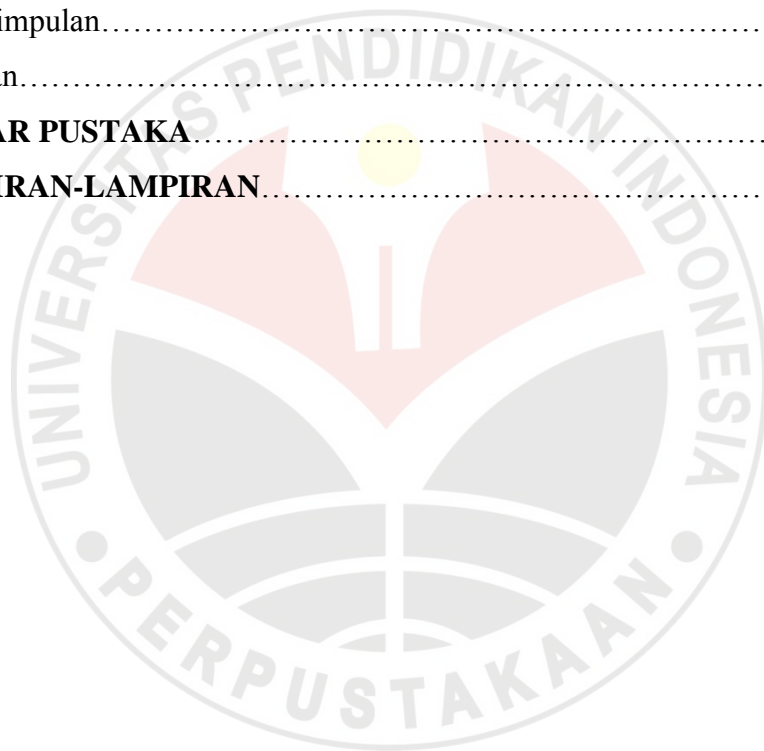 impulan……………………………………………………………
n……………………………………………………………………
AR PUSTAKA…………………………………………………
IRAN-LAMPIRAN……………………………………………
UNIVERSITAS PENDIDIKAN INDONESIA
PERPUSTAKAAN